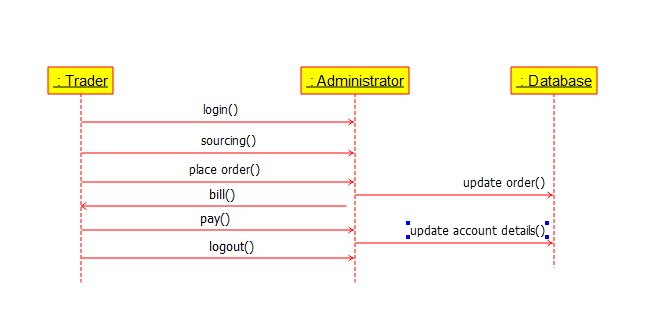 : Trader
: Administrator
: Database
login()
sourcing()
place order()
update order()
bill()
pay()
update account details()
logout()